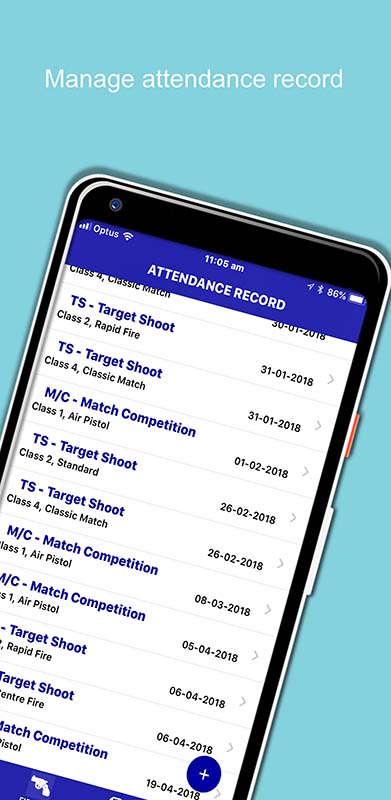 Manage attendance record
Optus
11:05 am
86%
ATTENDANCE RECORD
Class 4, Classic Match
30-01-2018
TS - Target Shoot
Class 2, Rapid Fire
31-01-2018
TS - Target Shoot
Class 4, Classic Match
31-01-2018
M/C - Match Competition
Class 1, Air Pistol
01-02-2018
TS - Target Shoot
Class 2, Standard
26-02-2018
TS - Target Shoot
Class 4, Classic Match
26-02-2018
M/C - Match Competition
Class 1, Air Pistol
08-03-2018
M/C - Match Competition
1, Air Pistol
05-04-2018
- Target Shoot
Rapid Fire
06-04-2018
Target Shoot
Centre Fire
06-04-2018
Match Competition
Pistol
19-04-2018
+